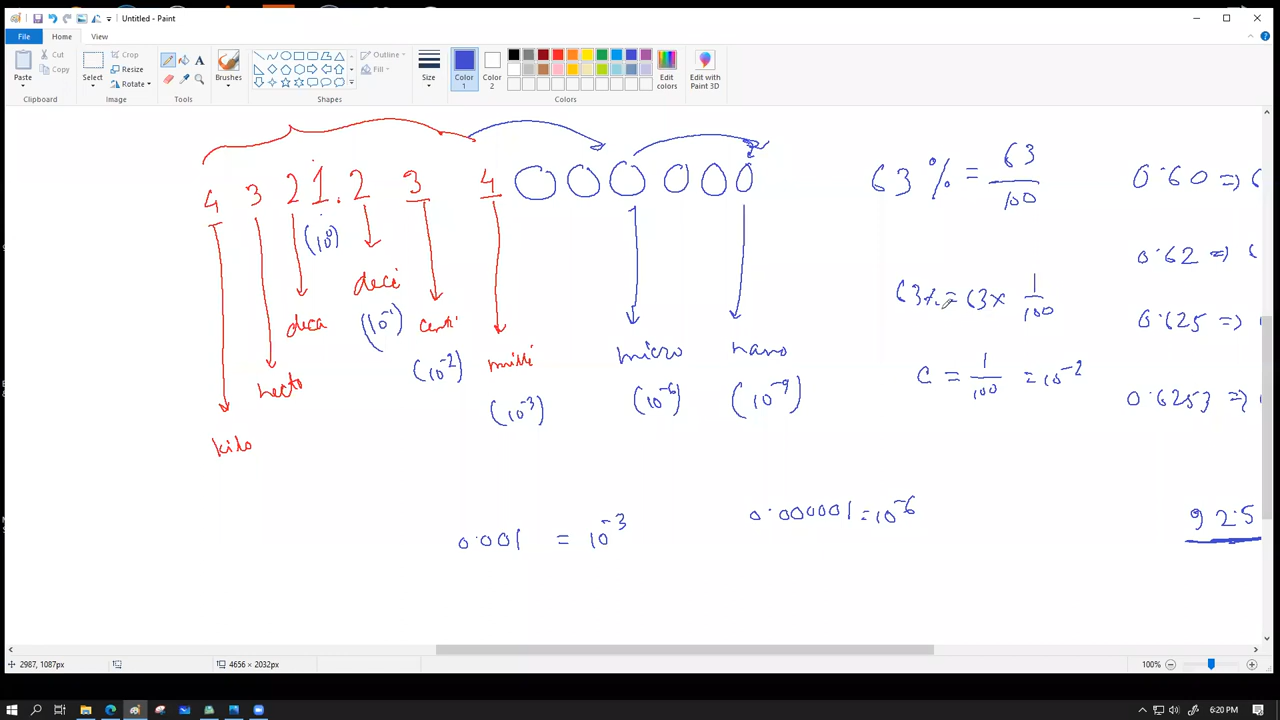 Untitled - Paint
File Home View
Paste
Cut
Copy
Clipboard
Select
Crop
Resize
Rotate
Image
Tools
Brushes
Shapes
Outline
Fill
Size
Color 1
Color 2
Edit colors
Colors
Edit with Paint 3D
4 3 2 1 . 2 3 4 0 0 0 0 0 0
(10⁰)
deci
(10⁻¹)
deca
centi
(10⁻²)
milli
(10⁻³)
micro
(10⁻⁶)
nano
(10⁻⁹)
hecto
kilo
63 % = 63/100
63% = 63 × 1/100
c = 1/100 = 10⁻²
0.60 ⇒
0.62 ⇒
0.625 ⇒
0.6253 ⇒
92.5
0.001 = 10⁻³
0.000001 = 10⁻⁶
2987, 1087px
4656 × 2032px
100%
6:20 PM